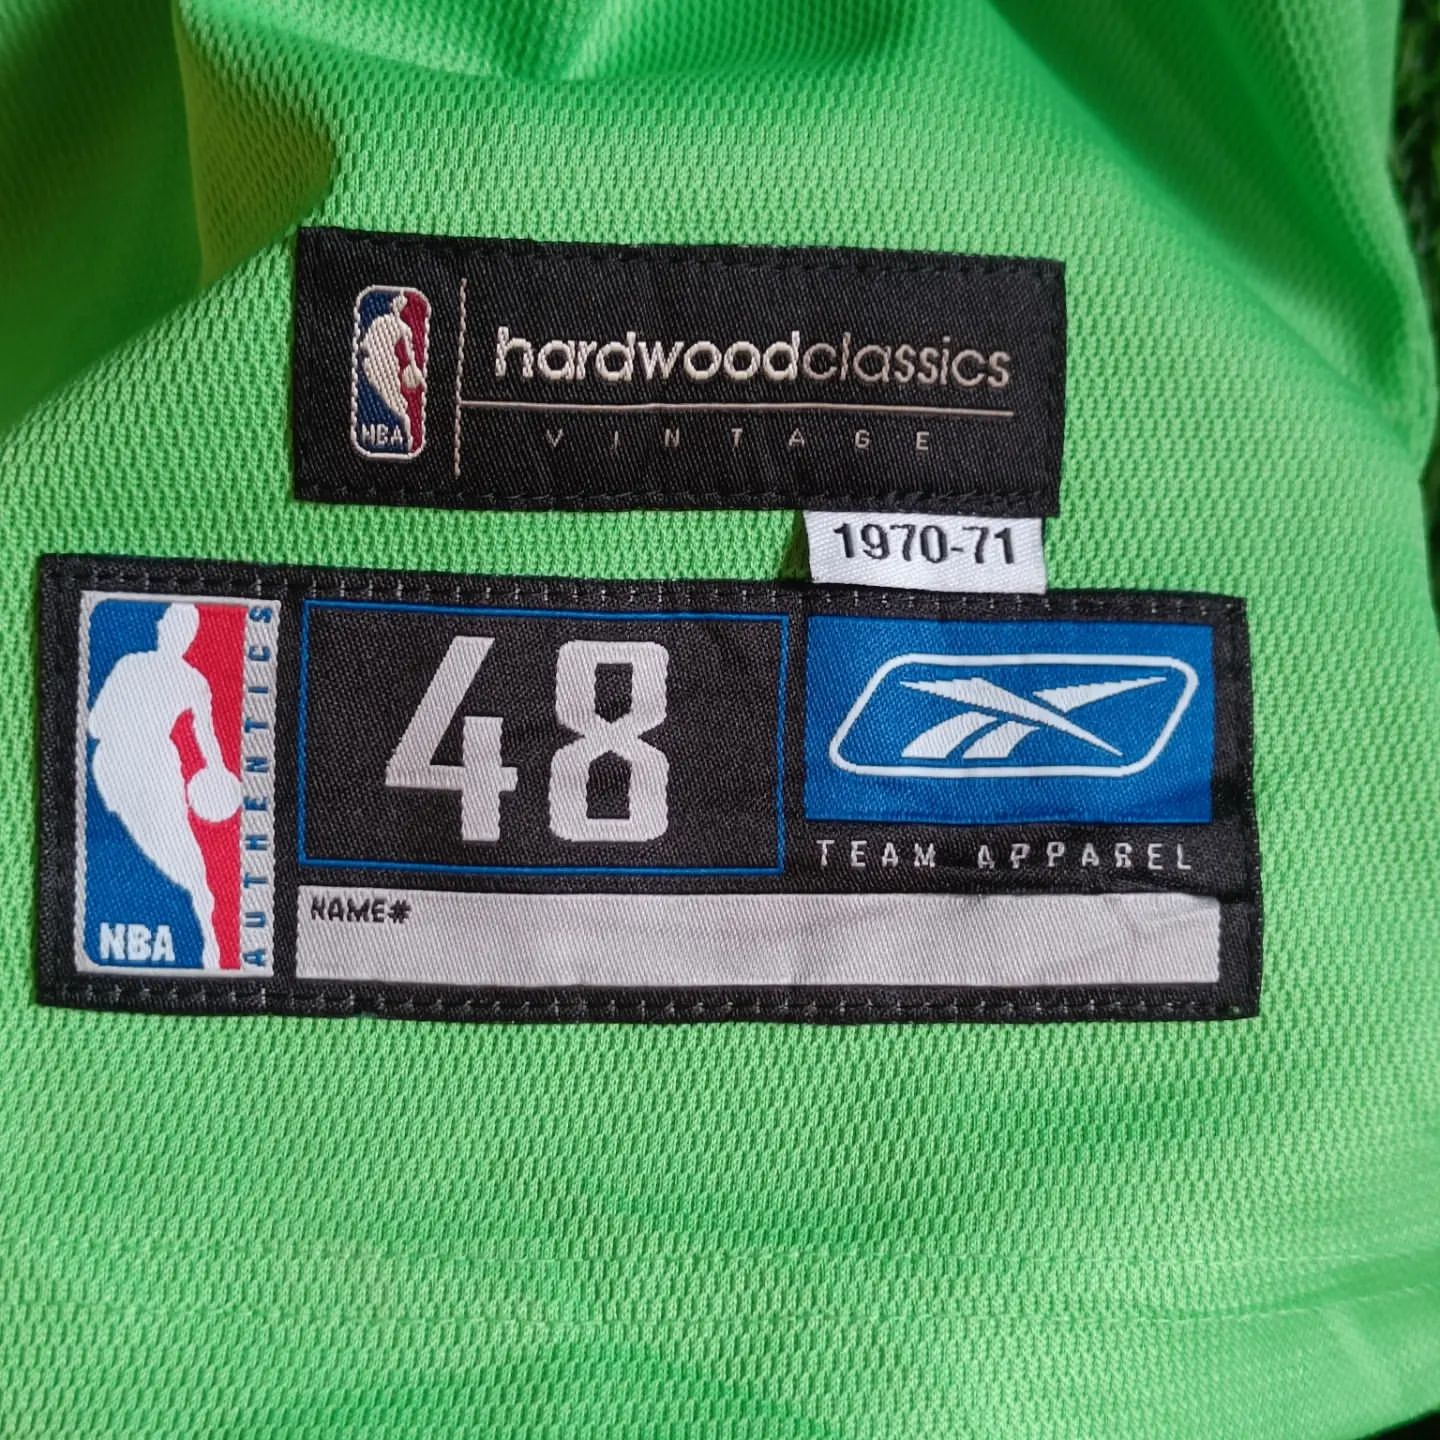 NBA
hardwoodclassics
VINTAGE
1970-71
NBA
AUTHENTICS
48
TEAM APPAREL
NAME#